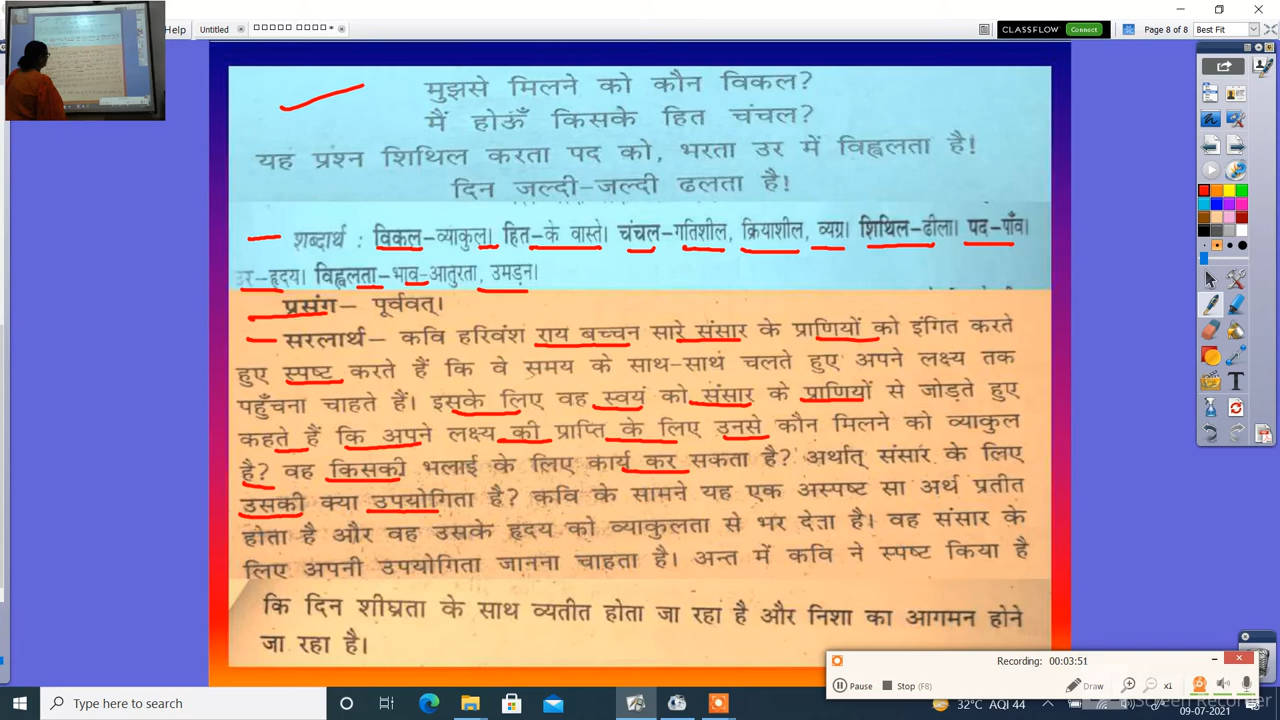 Help
Untitled
Page 8 of 8
Best Fit
CLASSFLOW
Connect
मुझसे मिलने को कौन विकल?
मैं होऊँ किसके हित चंचल?
यह प्रश्न शिथिल करता पद को, भरता उर में विह्वलता है!
दिन जल्दी-जल्दी ढलता है!
शब्दार्थ : विकल–व्याकुल। हित–के वास्ते। चंचल–गतिशील, क्रियाशील, व्यग्र। शिथिल–ढीला। पद–पाँव।
उर–हृदय। विह्वलता–भाव-आतुरता, उमड़न।
प्रसंग– पूर्ववत्।
सरलार्थ– कवि हरिवंश राय बच्चन सारे संसार के प्राणियों को इंगित करते
हुए स्पष्ट करते हैं कि वे समय के साथ-साथं चलते हुए अपने लक्ष्य तक
पहुँचना चाहते हैं। इसके लिए वह स्वयं को संसार के प्राणियों से जोड़ते हुए
कहते हैं कि अपने लक्ष्य की प्राप्ति के लिए उनसे कौन मिलने को व्याकुल
है? वह किसकी भलाई के लिए कार्य कर सकता है? अर्थात् संसार के लिए
उसकी क्या उपयोगिता है? कवि के सामने यह एक अस्पष्ट सा अर्थ प्रतीत
होता है और वह उसके हृदय को व्याकुलता से भर देता है। वह संसार के
लिए अपनी उपयोगिता जानना चाहता है। अन्त में कवि ने स्पष्ट किया है
कि दिन शीघ्रता के साथ व्यतीत होता जा रहा है और निशा का आगमन होने
जा रहा है।
Recording: 00:03:51
Pause
Stop (F8)
Draw
x1
Screen Recorder
Type here to search
32°C AQI 44
09-07-2021